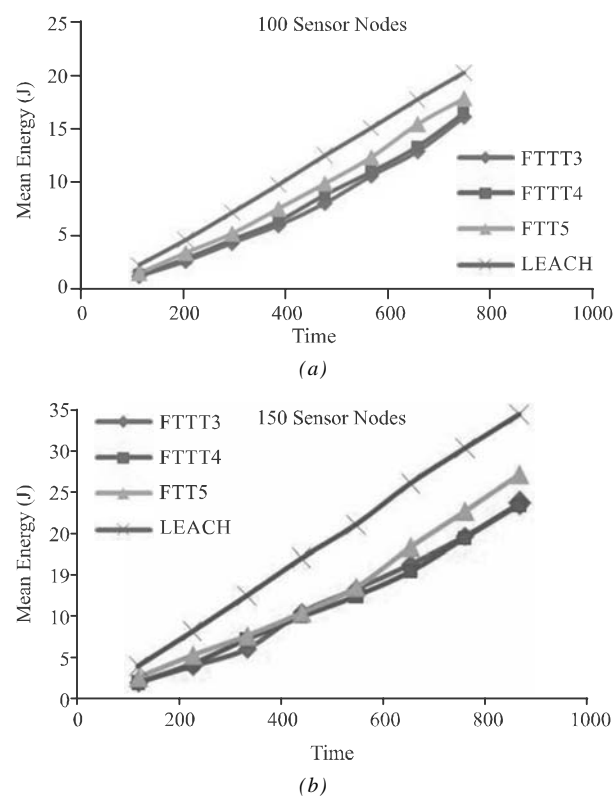 100 Sensor Nodes
25
20
15
10
5
0
Mean Energy (J)
FTTT3
FTTT4
FTT5
LEACH
0 200 400 600 800 1000
Time
(a)
150 Sensor Nodes
35
30
25
20
19
10
5
0
Mean Energy (J)
FTTT3
FTTT4
FTT5
LEACH
0 200 400 600 800 1000
Time
(b)